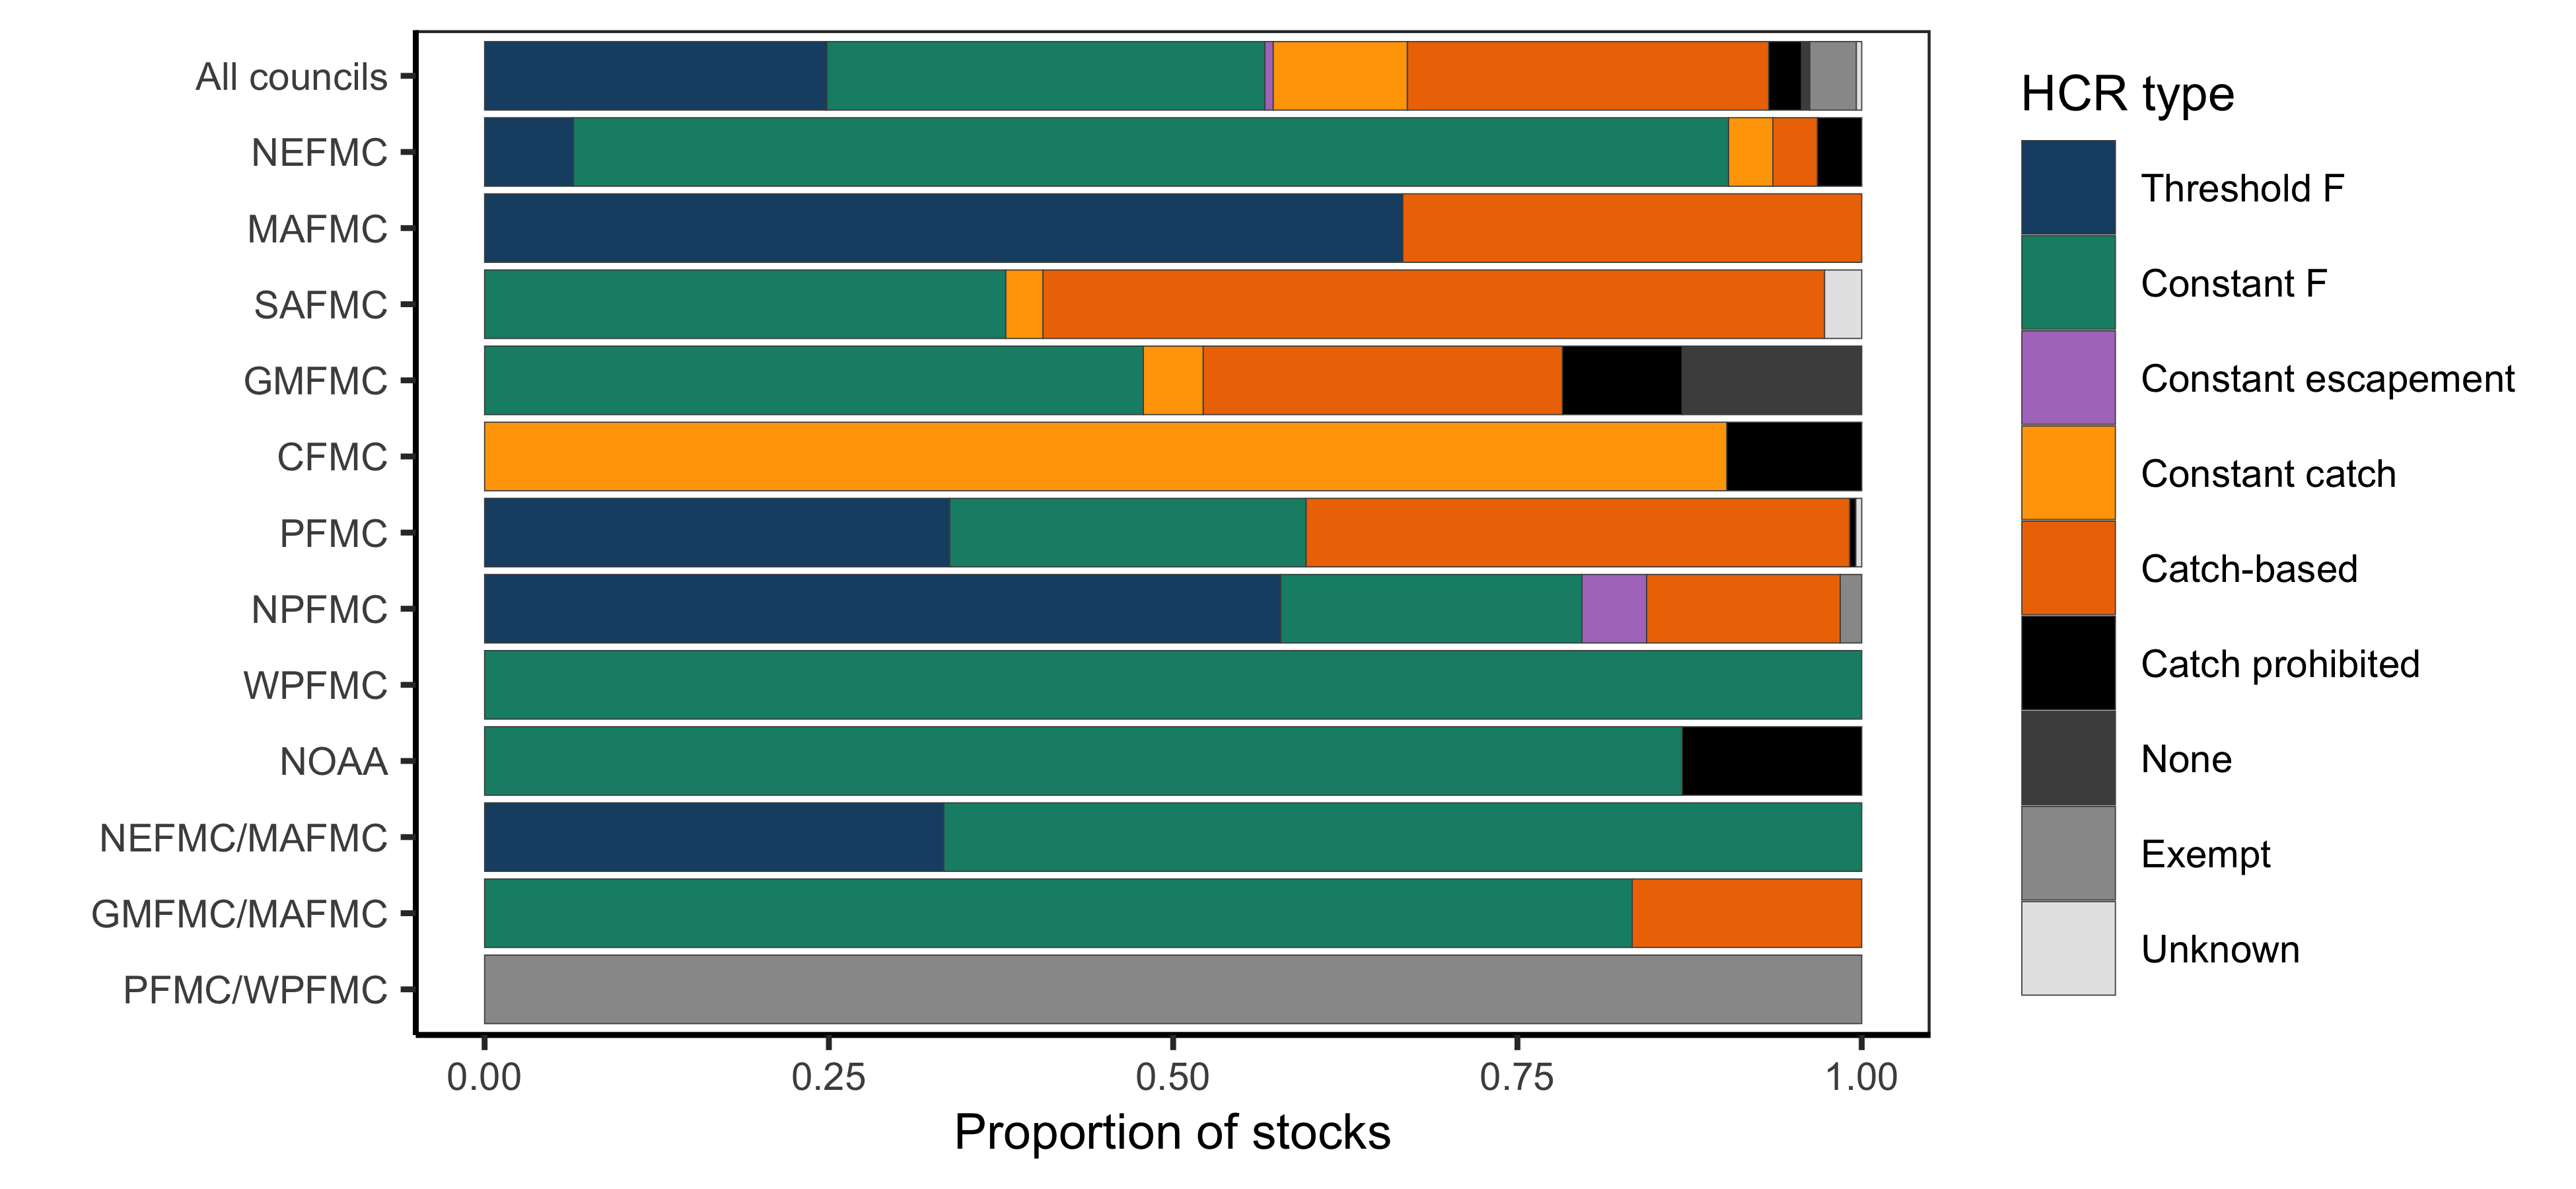 All councils
NEFMC
MAFMC
SAFMC
GMFMC
CFMC
PFMC
NPFMC
WPFMC
NOAA
NEFMC/MAFMC
GMFMC/MAFMC
PFMC/WPFMC
0.00 0.25 0.50 0.75 1.00
Proportion of stocks
HCR type
Threshold F
Constant F
Constant escapement
Constant catch
Catch-based
Catch prohibited
None
Exempt
Unknown